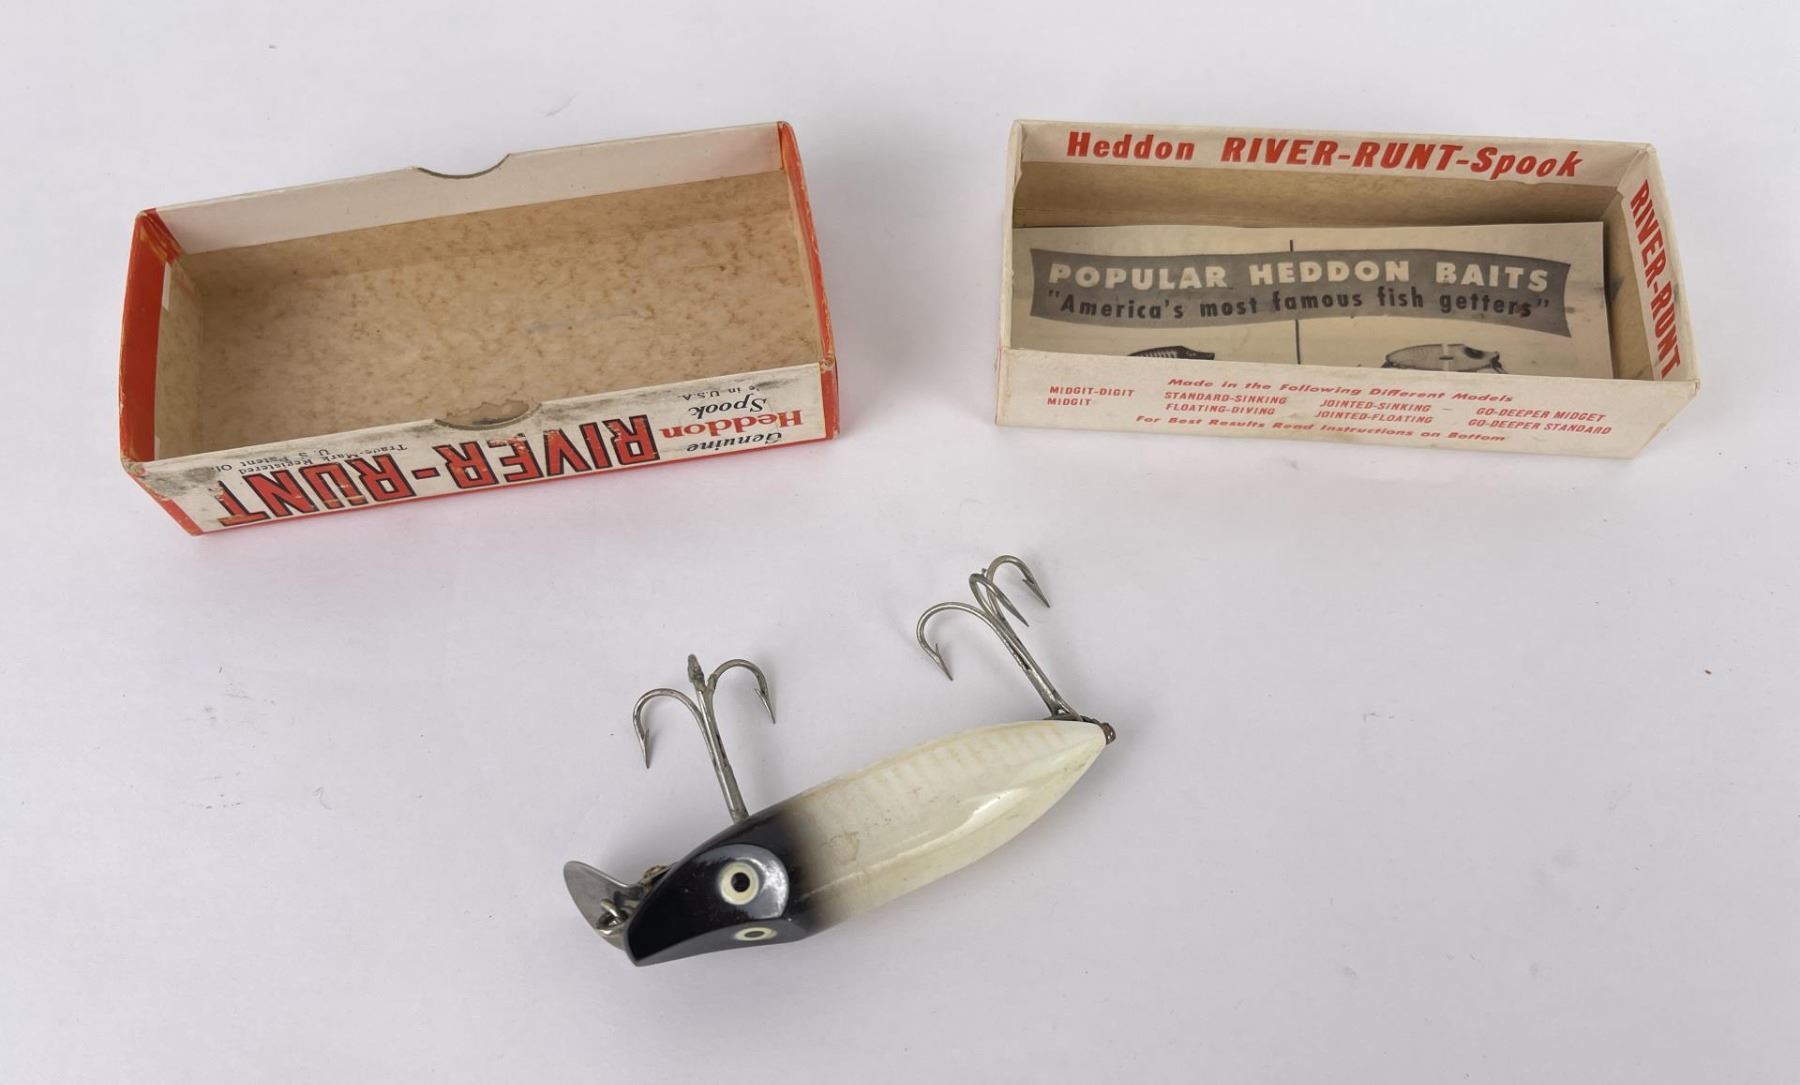 Genuine
Heddon
Spook
RIVER-RUNT
Trade-Mark Registered
U S Patent Of
e in U.S.A.
Heddon RIVER-RUNT-Spook
RIVER-RUNT
POPULAR HEDDON BAITS
"America's most famous fish getters"
Made in the Following Different Models
MIDGIT-DIGIT STANDARD-SINKING JOINTED-SINKING GO-DEEPER MIDGET
MIDGIT FLOATING-DIVING JOINTED-FLOATING GO-DEEPER STANDARD
For Best Results Read Instructions on Bottom